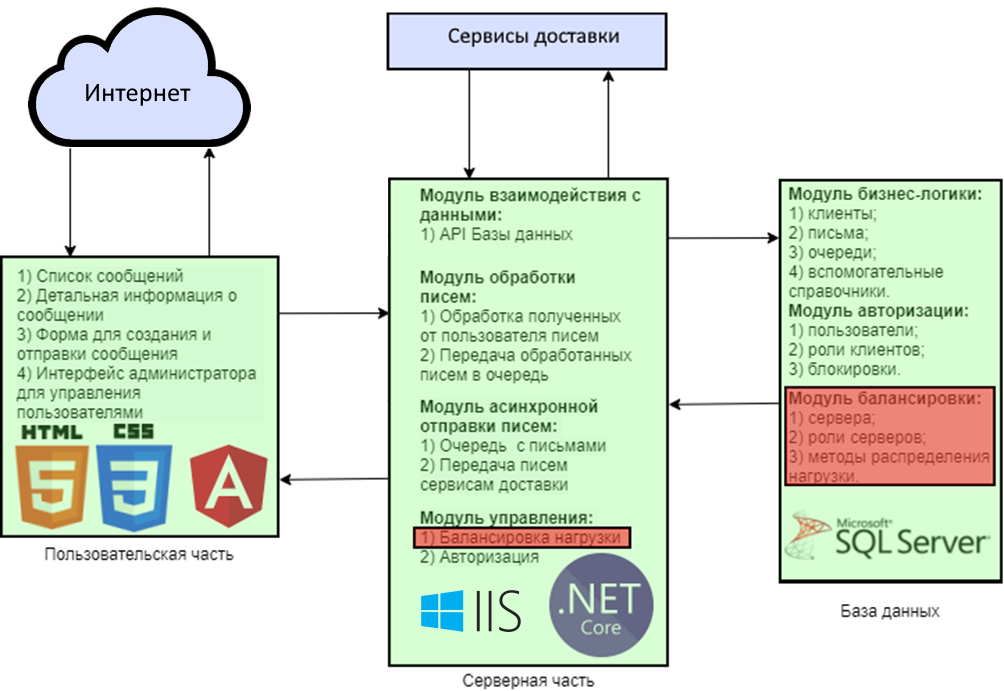 Интернет
Сервисы доставки
1) Список сообщений
2) Детальная информация о
сообщении
3) Форма для создания и
отправки сообщения
4) Интерфейс администратора
для управления
пользователями
HTML CSS
5 3 A
Пользовательская часть
Модуль взаимодействия с
данными:
1) API Базы данных
Модуль обработки
писем:
1) Обработка полученных
от пользователя писем
2) Передача обработанных
писем в очередь
Модуль асинхронной
отправки писем:
1) Очередь с письмами
2) Передача писем
сервисам доставки
Модуль управления:
1) Балансировка нагрузки
2) Авторизация
IIS
.NET
Core
Серверная часть
Модуль бизнес-логики:
1) клиенты;
2) письма;
3) очереди;
4) вспомогательные
справочники.
Модуль авторизации:
1) пользователи;
2) роли клиентов;
3) блокировки.
Модуль балансировки:
1) сервера;
2) роли серверов;
3) методы распределения
нагрузки.
Microsoft®
SQL Server®
База данных